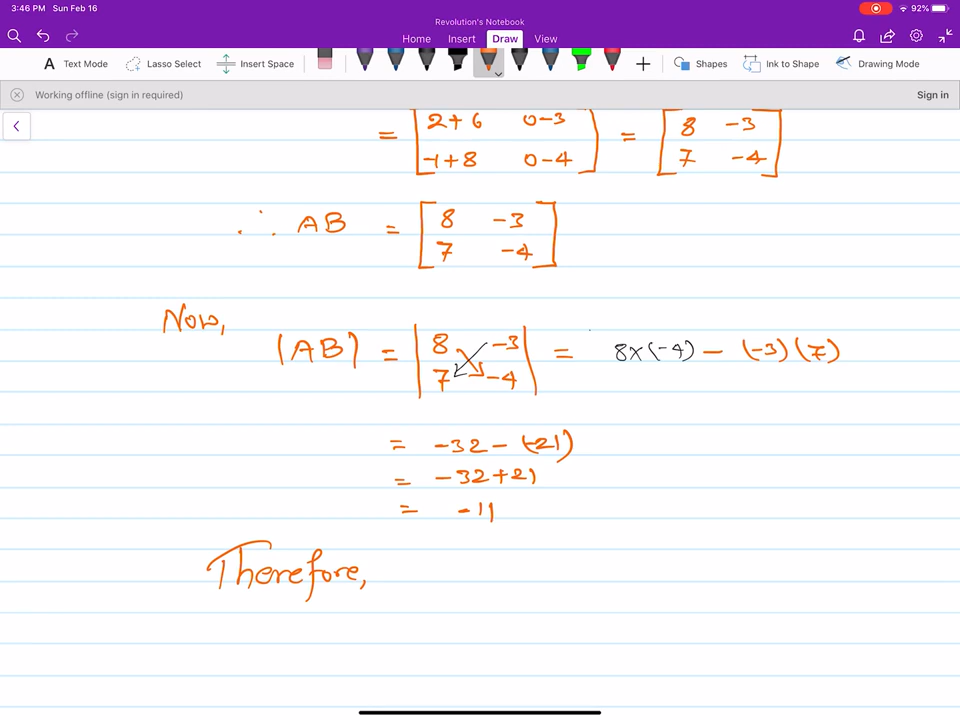 3:46 PM Sun Feb 16
92%
Revolution's Notebook
Home Insert Draw View
Text Mode Lasso Select Insert Space Shapes Ink to Shape Drawing Mode
Working offline (sign in required) Sign in
= [2+6 0-3 = [8 -3
-1+8 0-4] 7 -4]
∴ AB = [8 -3
7 -4]
Now,
|AB| = |8 -3
7 -4| = 8×(-4) - (-3)(7)
= -32 - (-21)
= -32+21
= -11
Therefore,